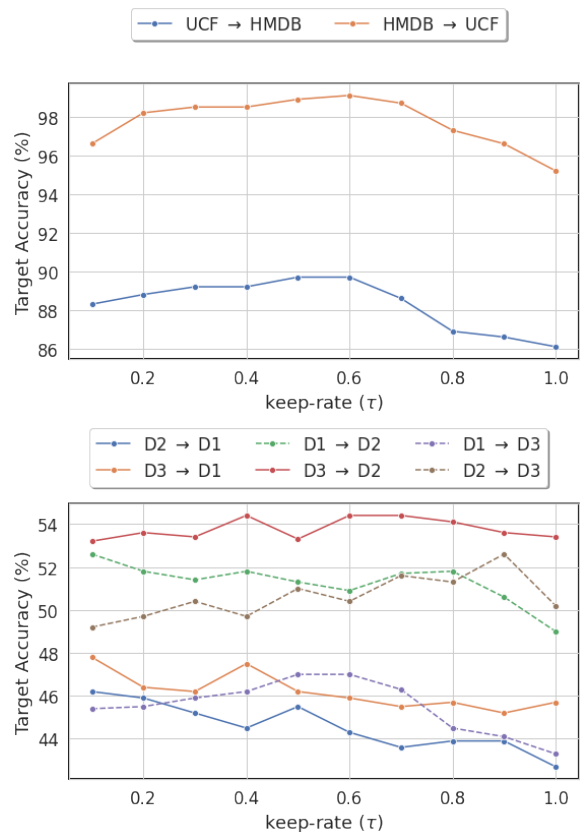 UCF → HMDB HMDB → UCF
Target Accuracy (%)
98
96
94
92
90
88
86
0.2 0.4 0.6 0.8 1.0
keep-rate (τ)
D2 → D1 D1 → D2 D1 → D3
D3 → D1 D3 → D2 D2 → D3
Target Accuracy (%)
54
52
50
48
46
44
0.2 0.4 0.6 0.8 1.0
keep-rate (τ)